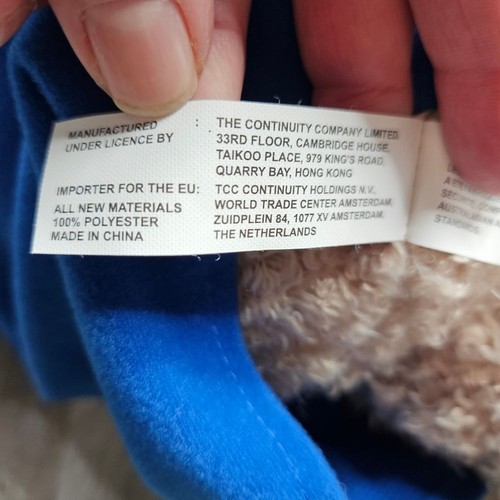 MANUFACTURED : THE CONTINUITY COMPANY LIMITED,
UNDER LICENCE BY 33RD FLOOR, CAMBRIDGE HOUSE,
TAIKOO PLACE, 979 KING'S ROAD,
QUARRY BAY, HONG KONG
IMPORTER FOR THE EU: TCC CONTINUITY HOLDINGS N.V.,
ALL NEW MATERIALS WORLD TRADE CENTER AMSTERDAM,
100% POLYESTER ZUIDPLEIN 84, 1077 XV AMSTERDAM,
MADE IN CHINA THE NETHERLANDS